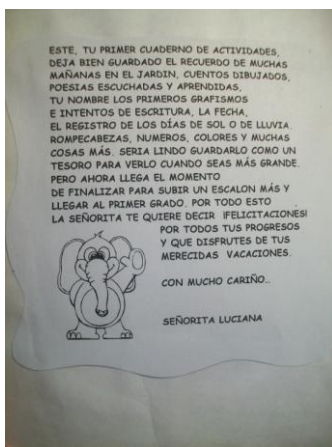 ESTE, TU PRIMER CUADERNO DE ACTIVIDADES,
DEJA BIEN GUARDADO EL RECUERDO DE MUCHAS
MAÑANAS EN EL JARDIN, CUENTOS DIBUJADOS,
POESIAS ESCUCHADAS Y APRENDIDAS,
TU NOMBRE LOS PRIMEROS GRAFISMOS
E INTENTOS DE ESCRITURA, LA FECHA,
EL REGISTRO DE LOS DÍAS DE SOL O DE LLUVIA.
ROMPECABEZAS, NUMEROS, COLORES Y MUCHAS
COSAS MÁS. SERIA LINDO GUARDARLO COMO UN
TESORO PARA VERLO CUANDO SEAS MÁS GRANDE.
PERO AHORA LLEGA EL MOMENTO
DE FINALIZAR PARA SUBIR UN ESCALON MÁS Y
LLEGAR AL PRIMER GRADO. POR TODO ESTO
LA SEÑORITA TE QUIERE DECIR ¡FELICITACIONES!
POR TODOS TUS PROGRESOS
Y QUE DISFRUTES DE TUS
MERECIDAS VACACIONES.
CON MUCHO CARIÑO...
SEÑORITA LUCIANA